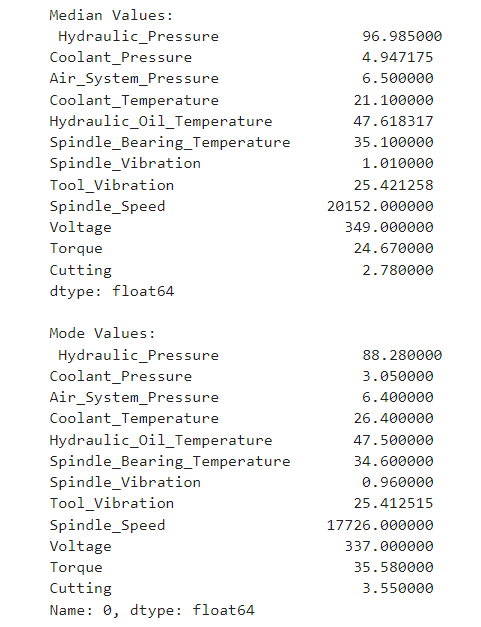 Median Values:
Hydraulic_Pressure 96.985000
Coolant_Pressure 4.947175
Air_System_Pressure 6.500000
Coolant_Temperature 21.100000
Hydraulic_Oil_Temperature 47.618317
Spindle_Bearing_Temperature 35.100000
Spindle_Vibration 1.010000
Tool_Vibration 25.421258
Spindle_Speed 20152.000000
Voltage 349.000000
Torque 24.670000
Cutting 2.780000
dtype: float64
Mode Values:
Hydraulic_Pressure 88.280000
Coolant_Pressure 3.050000
Air_System_Pressure 6.400000
Coolant_Temperature 26.400000
Hydraulic_Oil_Temperature 47.500000
Spindle_Bearing_Temperature 34.600000
Spindle_Vibration 0.960000
Tool_Vibration 25.412515
Spindle_Speed 17726.000000
Voltage 337.000000
Torque 35.580000
Cutting 3.550000
Name: 0, dtype: float64